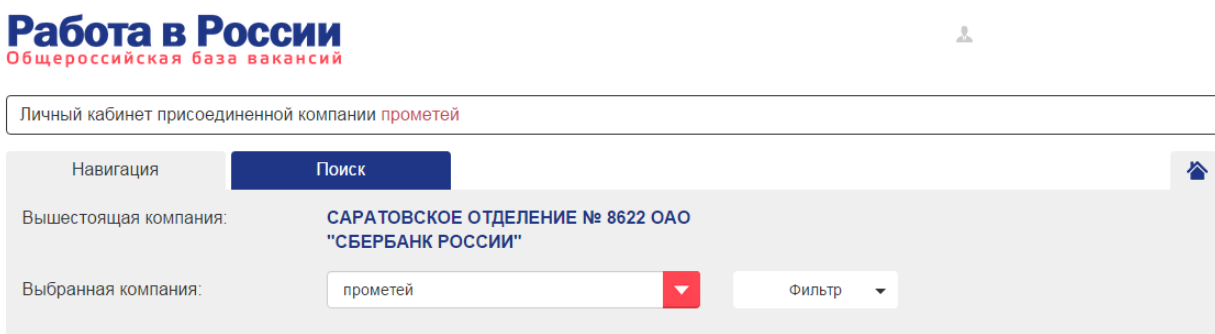 Работа в России
Общероссийская база вакансий
Личный кабинет присоединенной компании прометей
Навигация
Поиск
Вышестоящая компания:
САРАТОВСКОЕ ОТДЕЛЕНИЕ № 8622 ОАО
"СБЕРБАНК РОССИИ"
Выбранная компания:
прометей
Фильтр